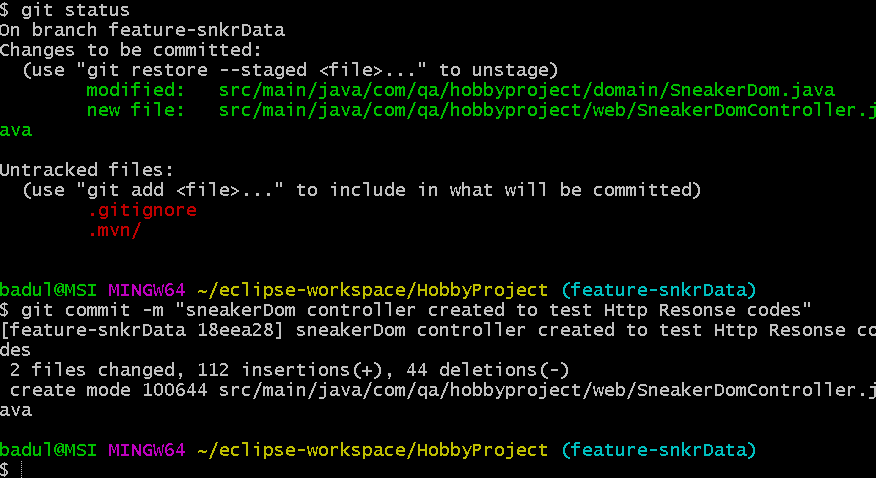 $ git status
On branch feature-snkrData
Changes to be committed:
  (use "git restore --staged <file>..." to unstage)
        modified:   src/main/java/com/qa/hobbyproject/domain/SneakerDom.java
        new file:   src/main/java/com/qa/hobbyproject/web/SneakerDomController.j
ava
Untracked files:
  (use "git add <file>..." to include in what will be committed)
        .gitignore
        .mvn/
badul@MSI MINGW64 ~/eclipse-workspace/HobbyProject (feature-snkrData)
$ git commit -m "sneakerDom controller created to test Http Resonse codes"
[feature-snkrData 18eea28] sneakerDom controller created to test Http Resonse co
des
 2 files changed, 112 insertions(+), 44 deletions(-)
 create mode 100644 src/main/java/com/qa/hobbyproject/web/SneakerDomController.j
ava
badul@MSI MINGW64 ~/eclipse-workspace/HobbyProject (feature-snkrData)
$